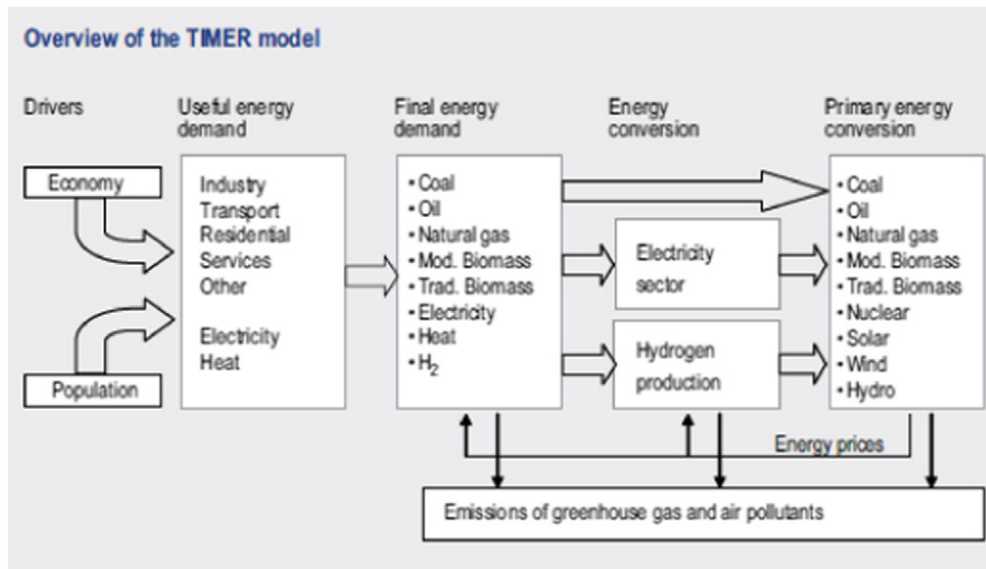 Overview of the TIMER model
Drivers
Useful energy
demand
Final energy
demand
Energy
conversion
Primary energy
conversion
Economy
Population
Industry
Transport
Residential
Services
Other
Electricity
Heat
• Coal
• Oil
• Natural gas
• Mod. Biomass
• Trad. Biomass
• Electricity
• Heat
• H₂
Electricity
sector
Hydrogen
production
• Coal
• Oil
• Natural gas
• Mod. Biomass
• Trad. Biomass
• Nuclear
• Solar
• Wind
• Hydro
Energy prices
Emissions of greenhouse gas and air pollutants